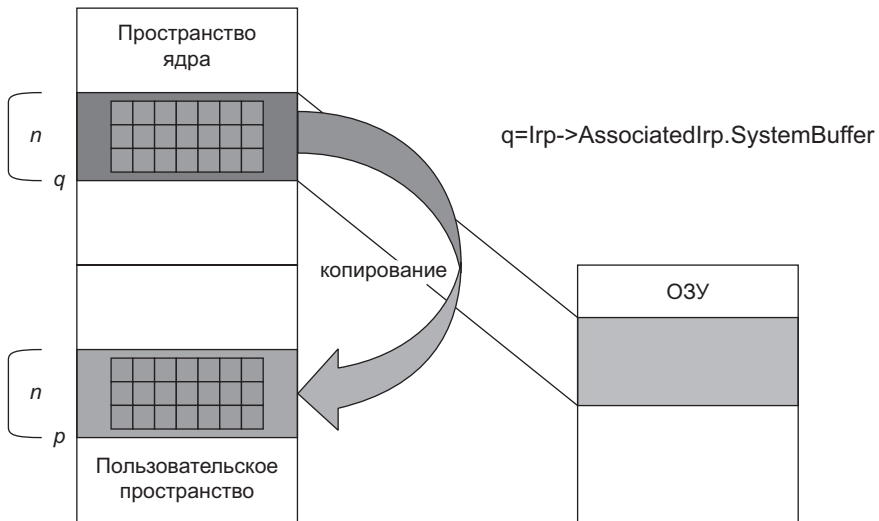 Пространство
ядра
n
q=Irp->AssociatedIrp.SystemBuffer
q
копирование
ОЗУ
n
p
Пользовательское
пространство